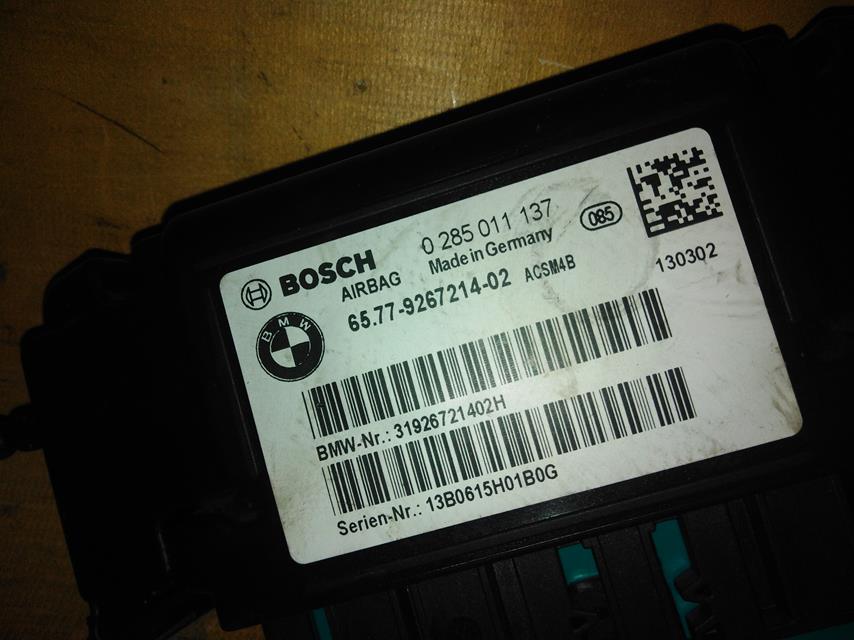 BOSCH
AIRBAG
0 285 011 137
Made in Germany
085
65.77-9267214-02 ACSM4B
130302
BMW
BMW-Nr.: 31926721402H
Serien-Nr.: 13B0615H01B0G